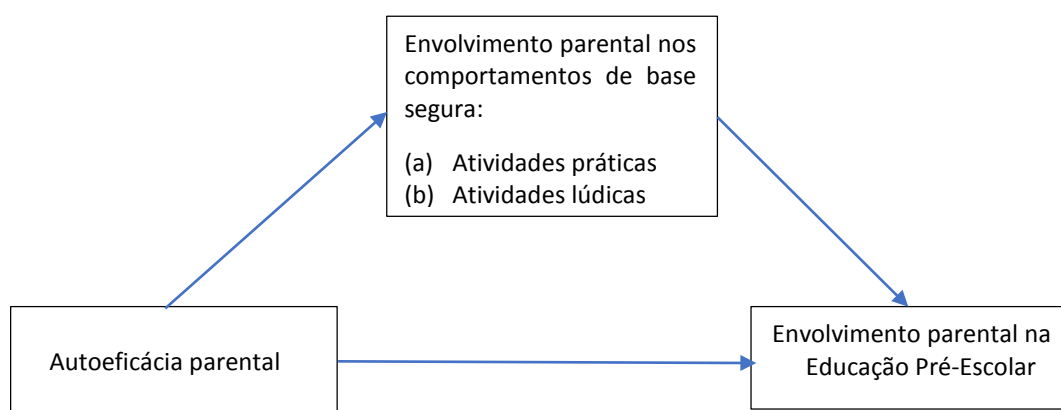 Envolvimento parental nos
comportamentos de base
segura:
(a) Atividades práticas
(b) Atividades lúdicas
Autoeficácia parental
Envolvimento parental na
Educação Pré-Escolar